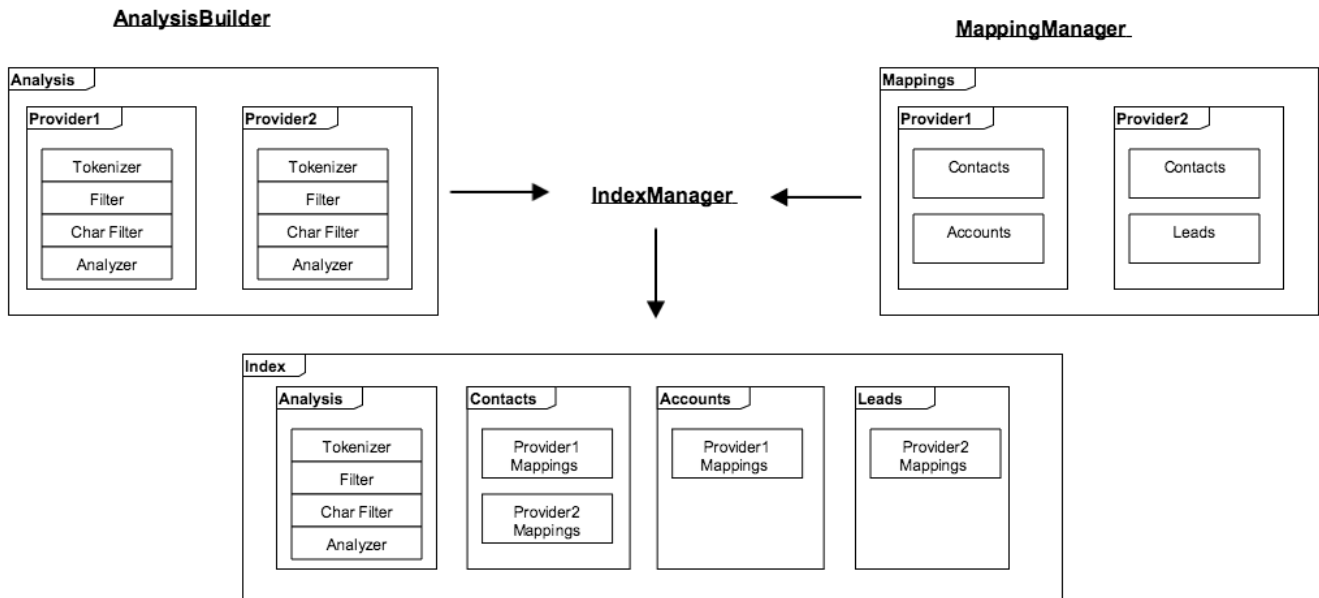 AnalysisBuilder
MappingManager
Analysis
Provider1
Tokenizer
Filter
Char Filter
Analyzer
Provider2
Tokenizer
Filter
Char Filter
Analyzer
IndexManager
Mappings
Provider1
Contacts
Accounts
Provider2
Contacts
Leads
Index
Analysis
Tokenizer
Filter
Char Filter
Analyzer
Contacts
Provider1
Mappings
Provider2
Mappings
Accounts
Provider1
Mappings
Leads
Provider2
Mappings